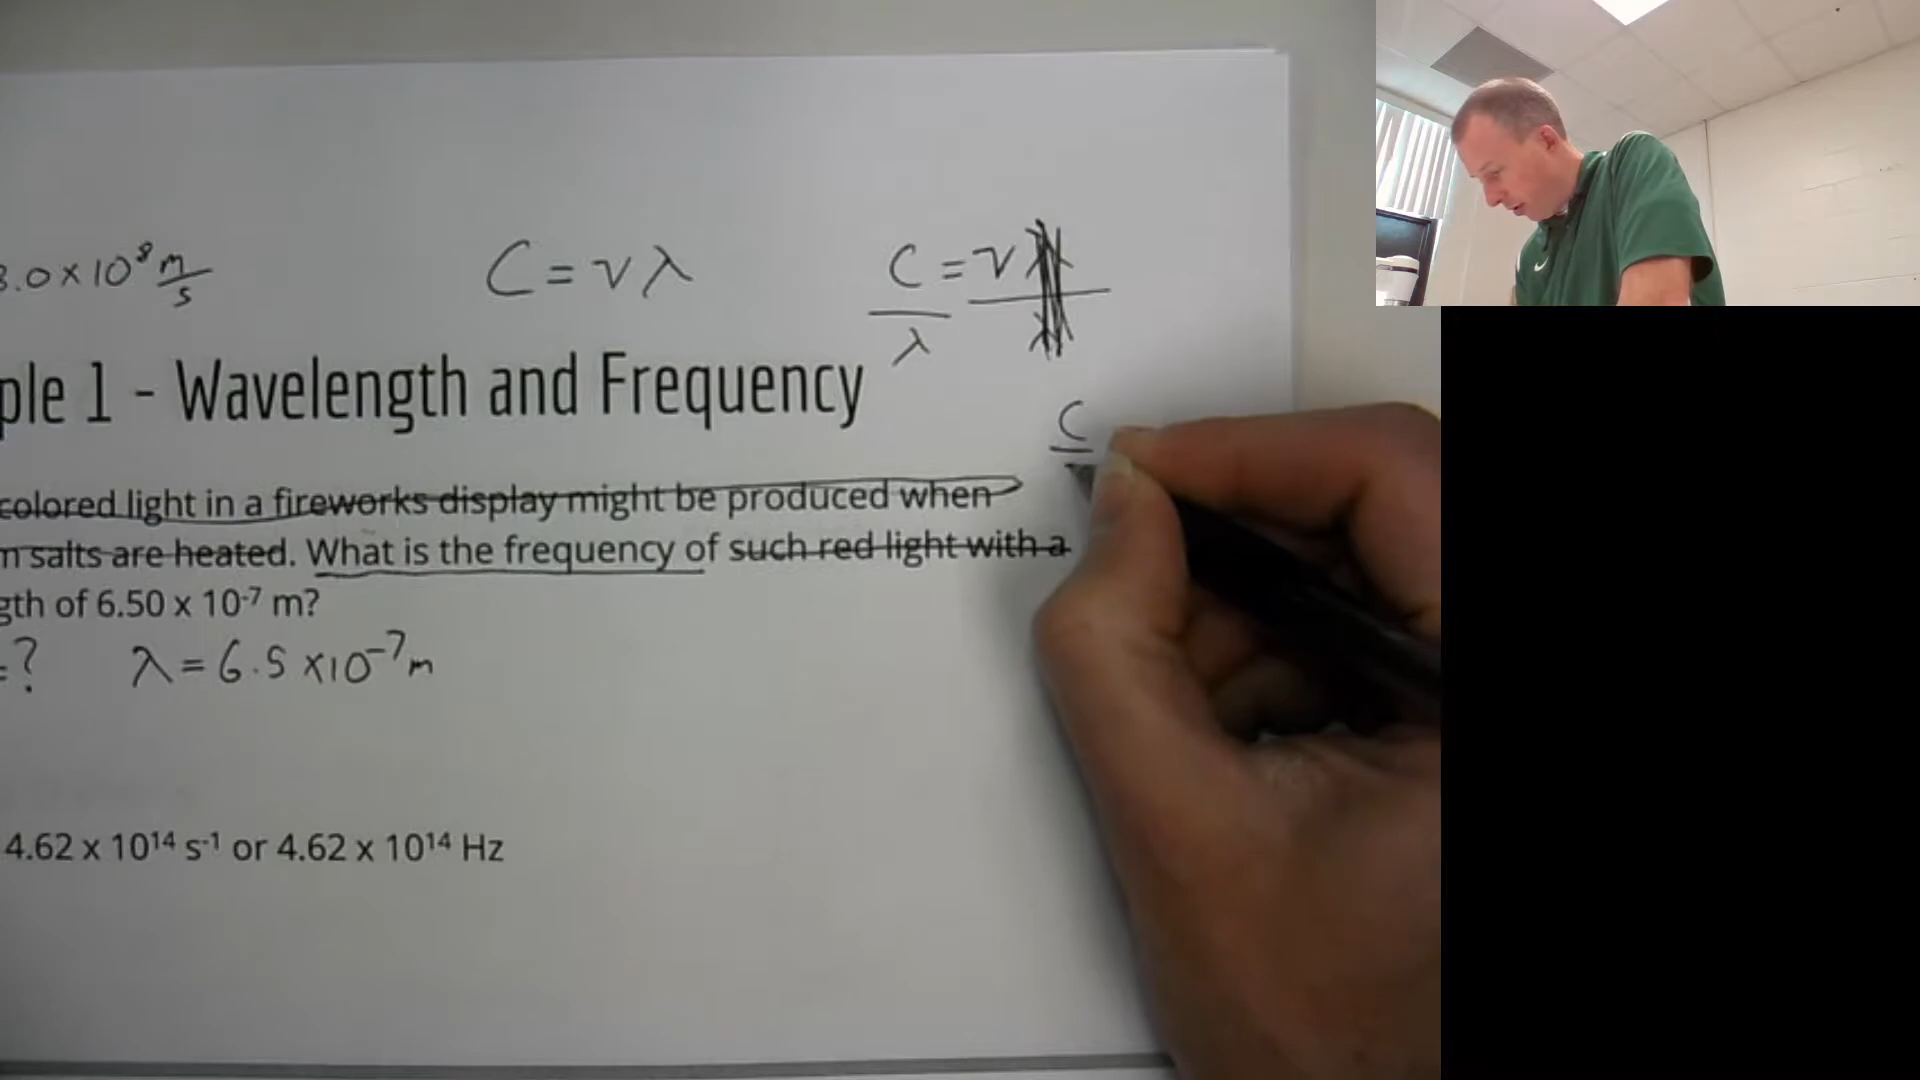 3.0 × 10⁸ m/s
C = ν λ
C = ν λ
λ λ
ple 1 - Wavelength and Frequency
C
colored light in a fireworks display might be produced when
m salts are heated. What is the frequency of such red light with a
gth of 6.50 x 10⁻⁷ m?
=? λ = 6.5 ×10⁻⁷ m
4.62 x 10¹⁴ s⁻¹ or 4.62 x 10¹⁴ Hz